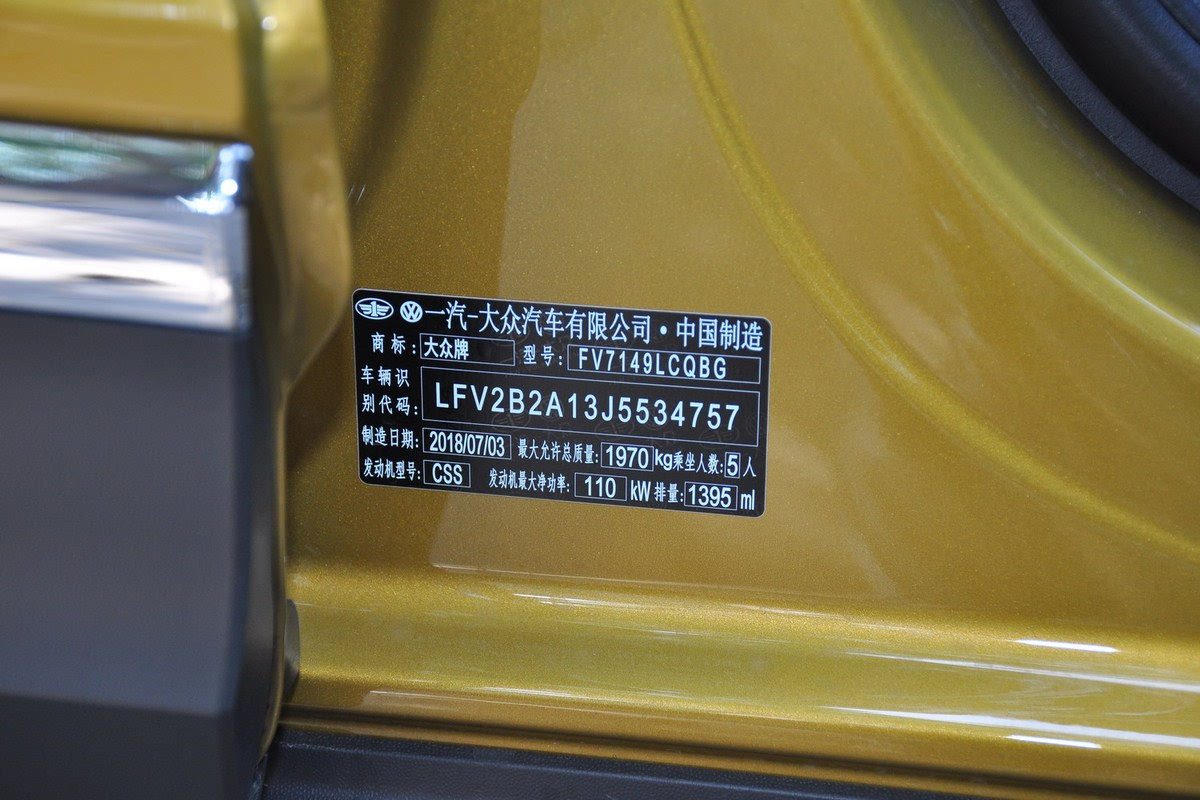 一汽-大众汽车有限公司·中国制造
商标: 大众牌 型号: FV7149LCQBG
车辆识
别代码: LFV2B2A13J5534757
制造日期: 2018/07/03 最大允许总质量: 1970 kg 乘坐人数: 5 人
发动机型号: CSS 发动机最大净功率: 110 kW 排量: 1395 ml